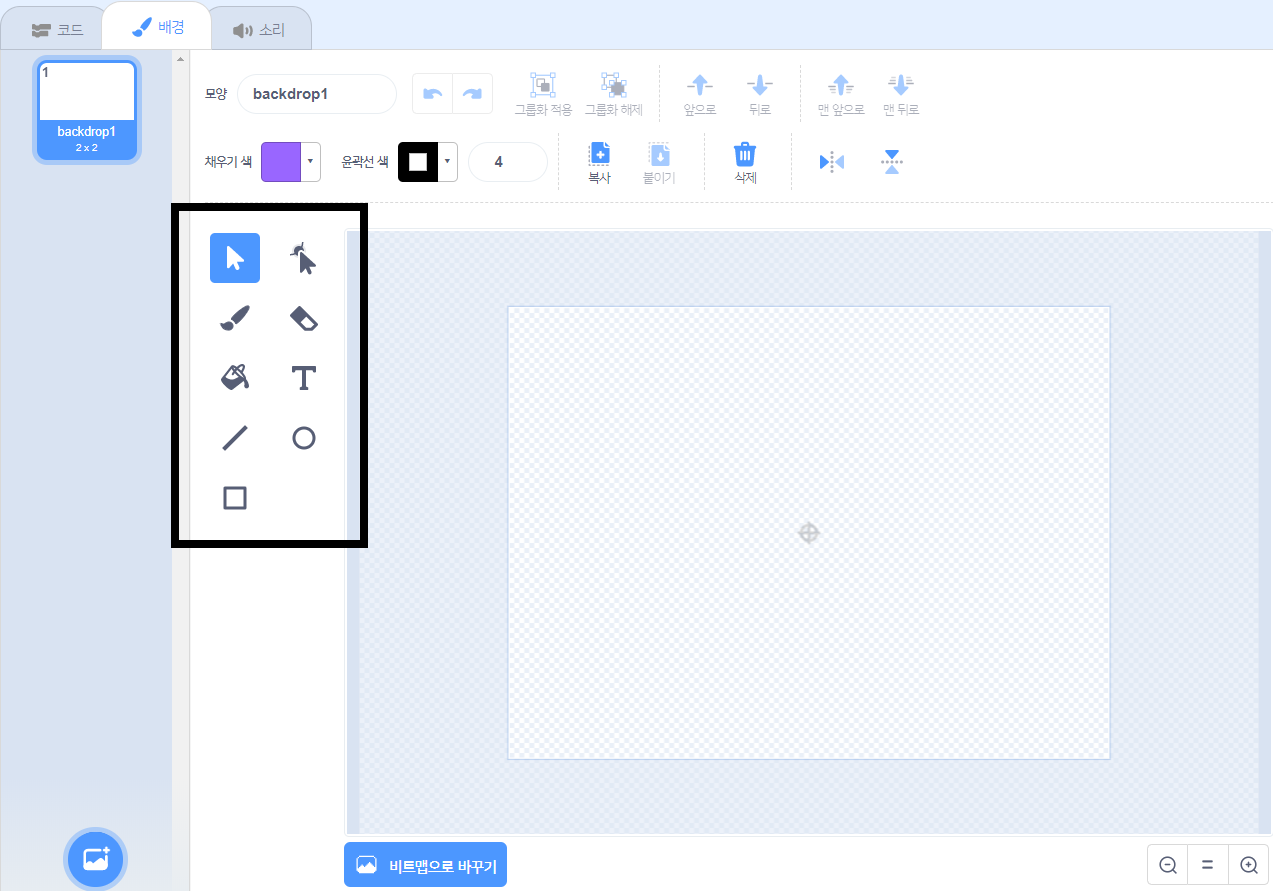 코드
배경
소리
1
backdrop1
2 x 2
모양
backdrop1
그룹화 적용
그룹화 해제
앞으로
뒤로
맨 앞으로
맨 뒤로
채우기 색
윤곽선 색
4
복사
붙이기
삭제
T
비트맵으로 바꾸기